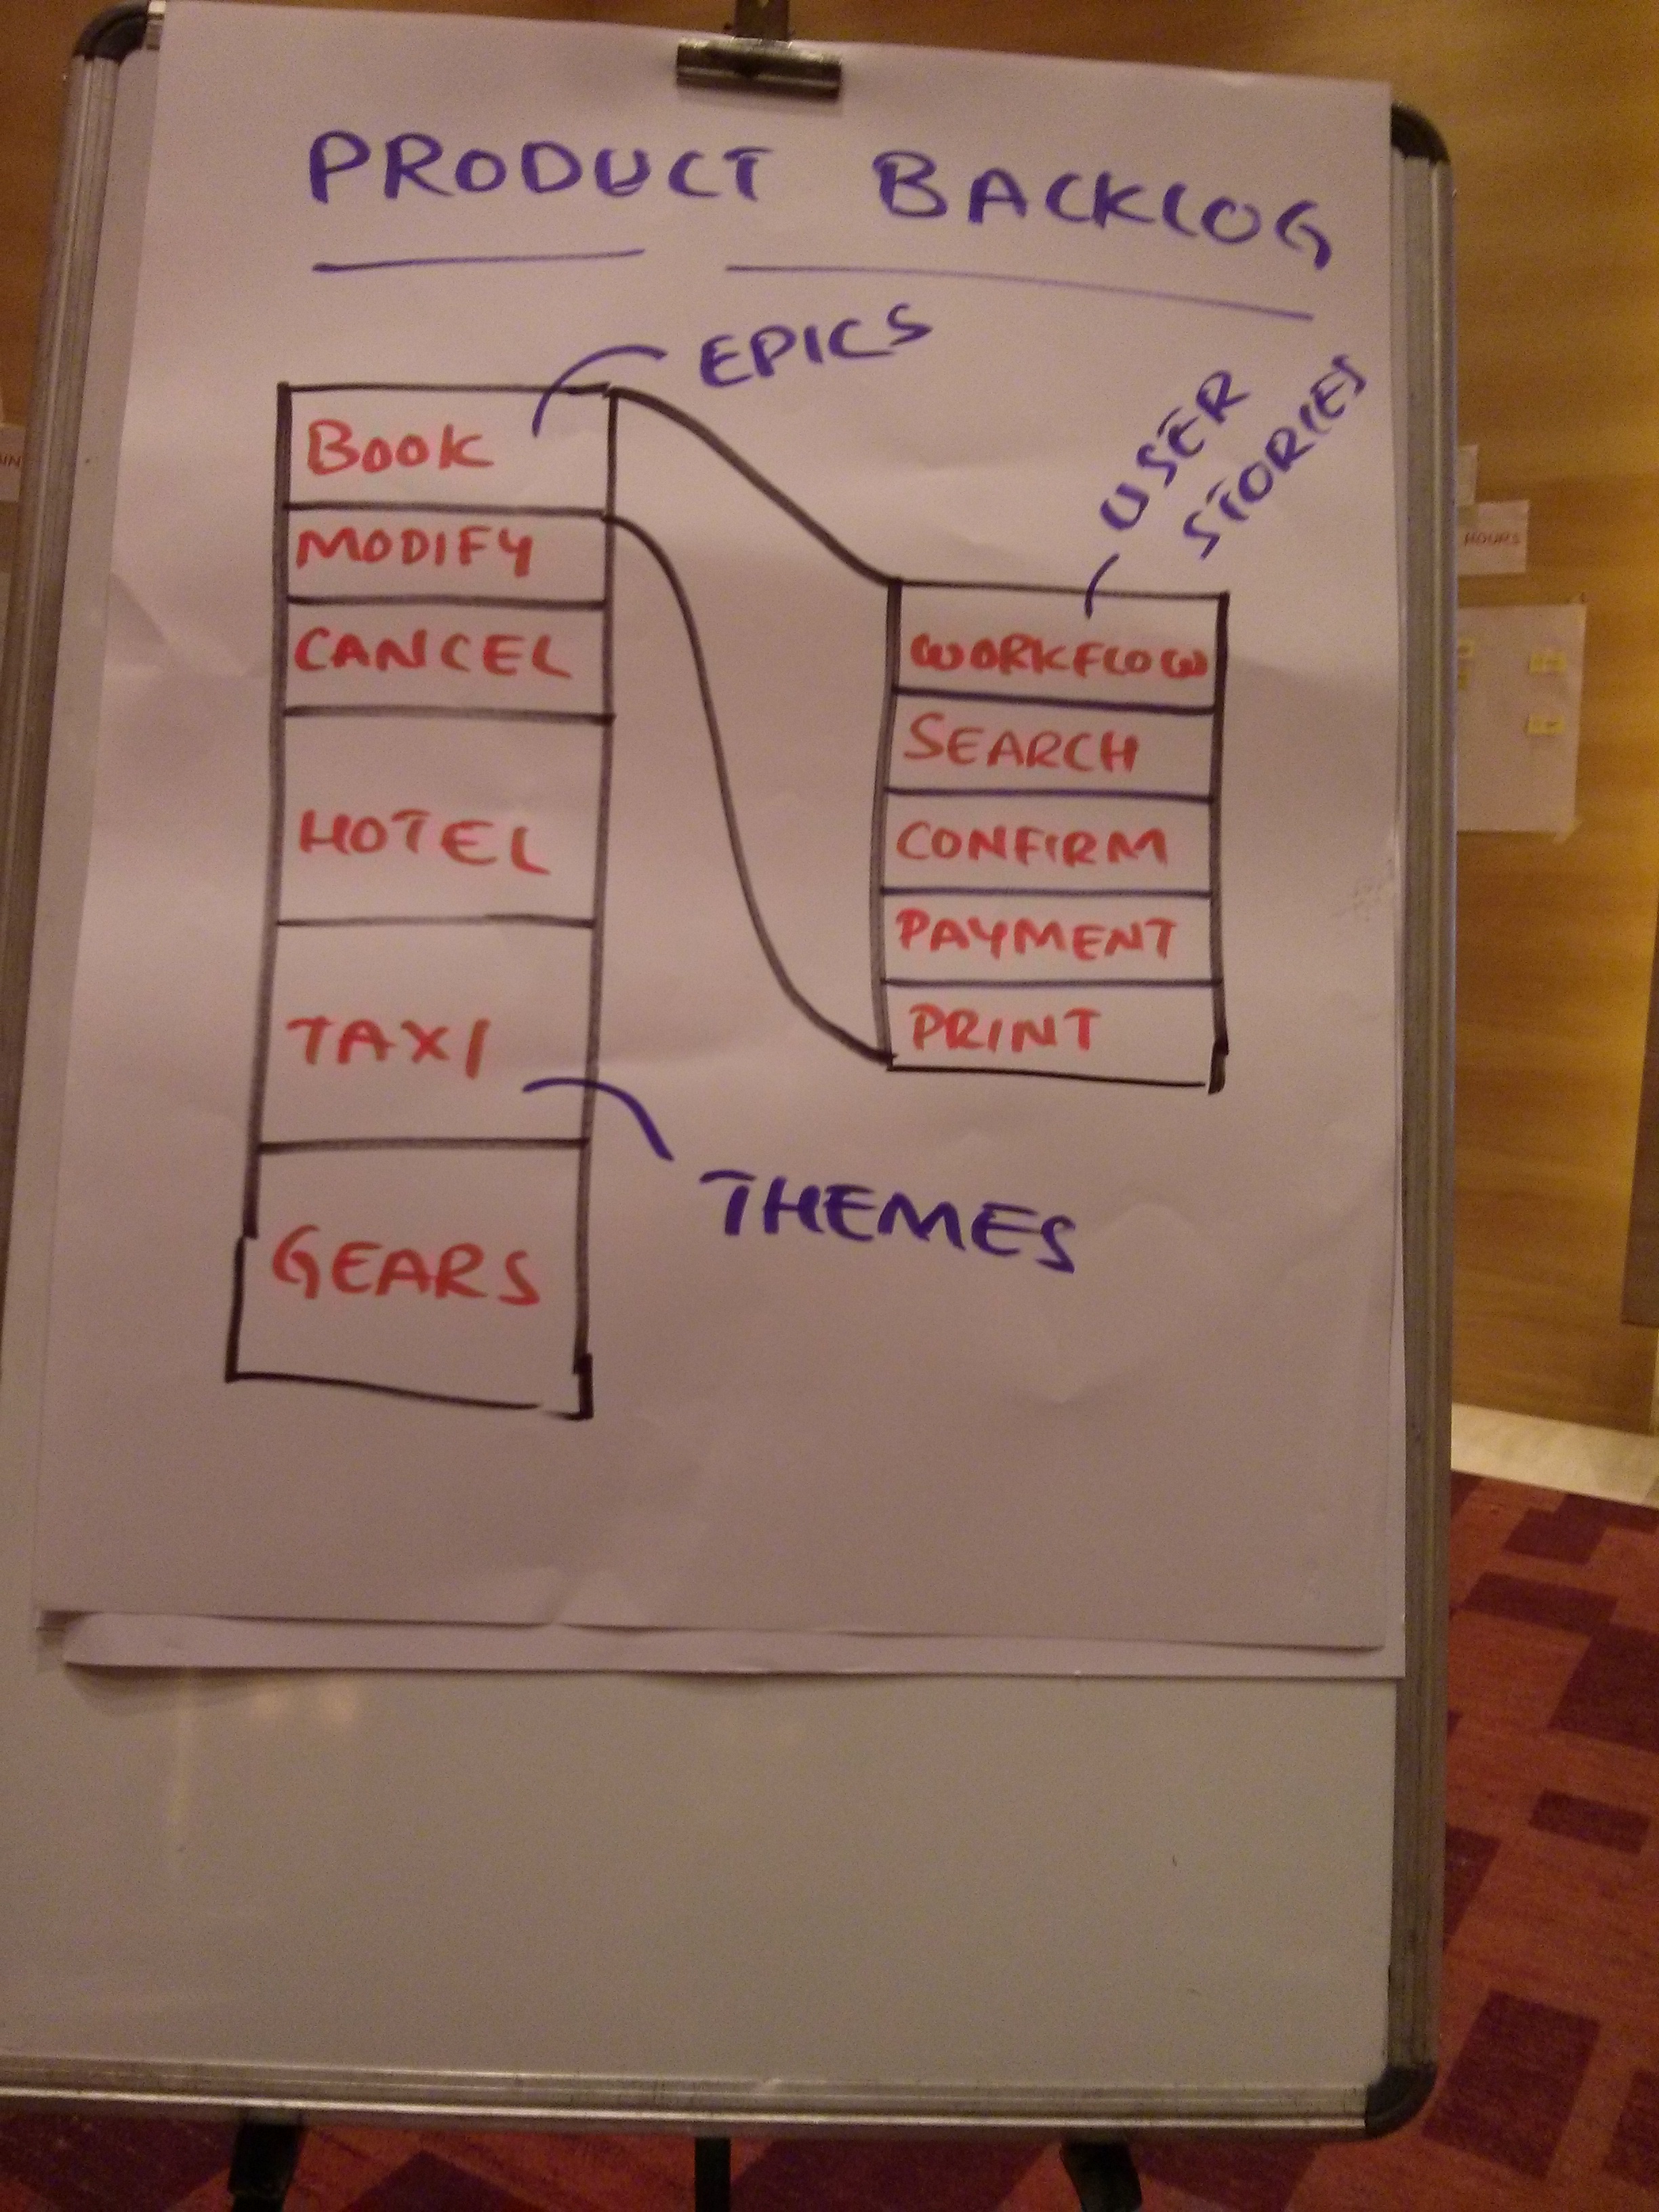 PRODUCT BACKLOG
EPICS
USER
STORIES
BOOK
MODIFY
CANCEL
HOTEL
TAXI
GEARS
WORKFLOW
SEARCH
CONFIRM
PAYMENT
PRINT
THEMES
HOURS